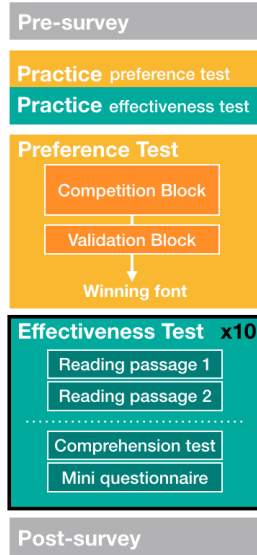 Pre-survey
Practice preference test
Practice effectiveness test
Preference Test
Competition Block
Validation Block
Winning font
Effectiveness Test x10
Reading passage 1
Reading passage 2
Comprehension test
Mini questionnaire
Post-survey